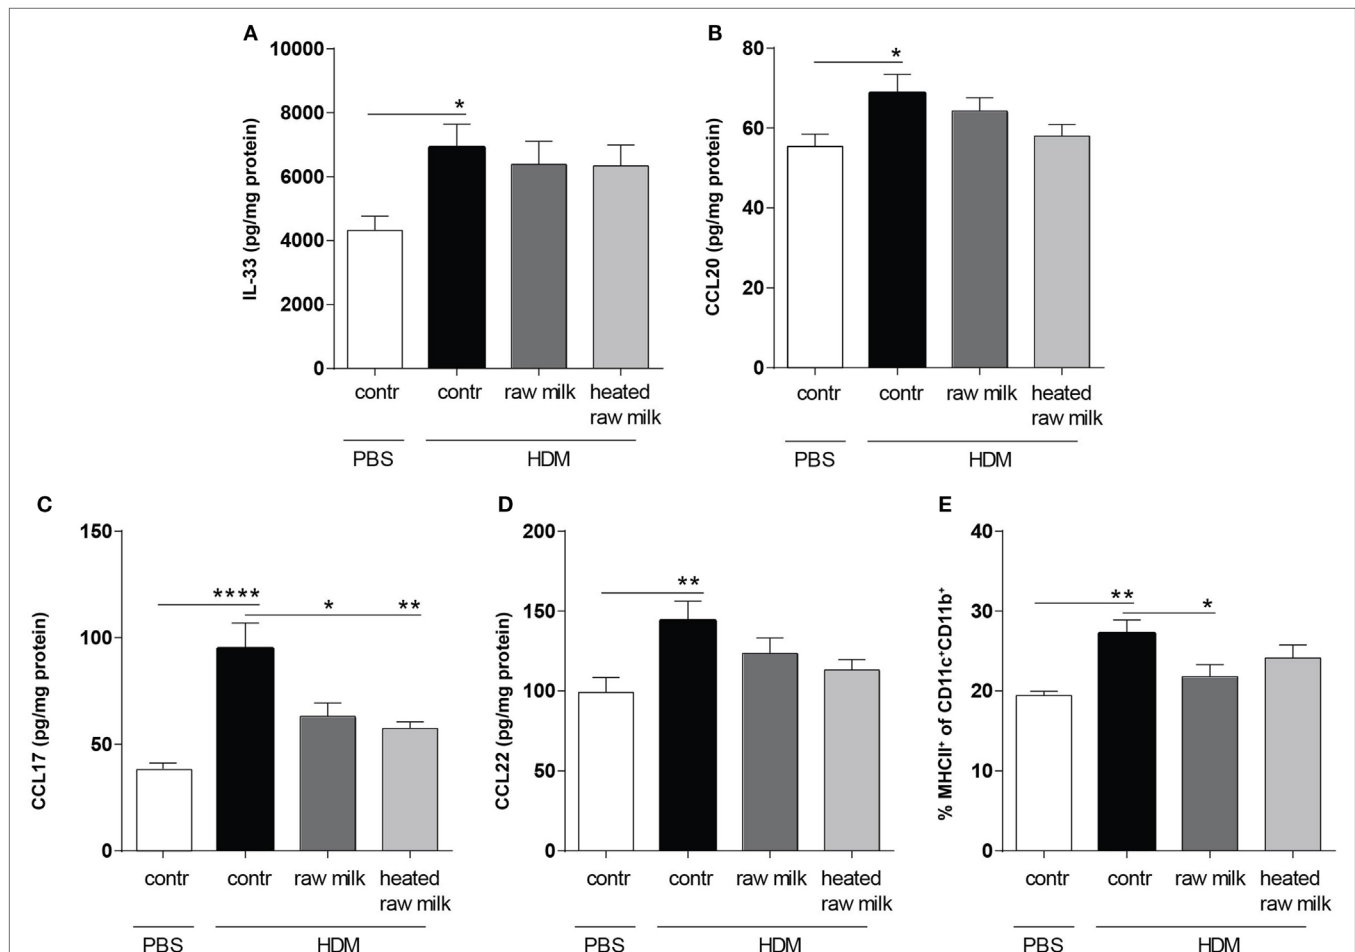 A
IL-33 (pg/mg protein)
10000
8000
6000
4000
2000
0
*
contr contr raw milk heated
raw milk
PBS HDM
B
CCL20 (pg/mg protein)
80
60
40
20
0
*
contr contr raw milk heated
raw milk
PBS HDM
C
CCL17 (pg/mg protein)
150
100
50
0
**** * **
contr contr raw milk heated
raw milk
PBS HDM
D
CCL22 (pg/mg protein)
200
150
100
50
0
**
contr contr raw milk heated
raw milk
PBS HDM
E
% MHCII⁺ of CD11c⁺CD11b⁺
40
30
20
10
0
** *
contr contr raw milk heated
raw milk
PBS HDM